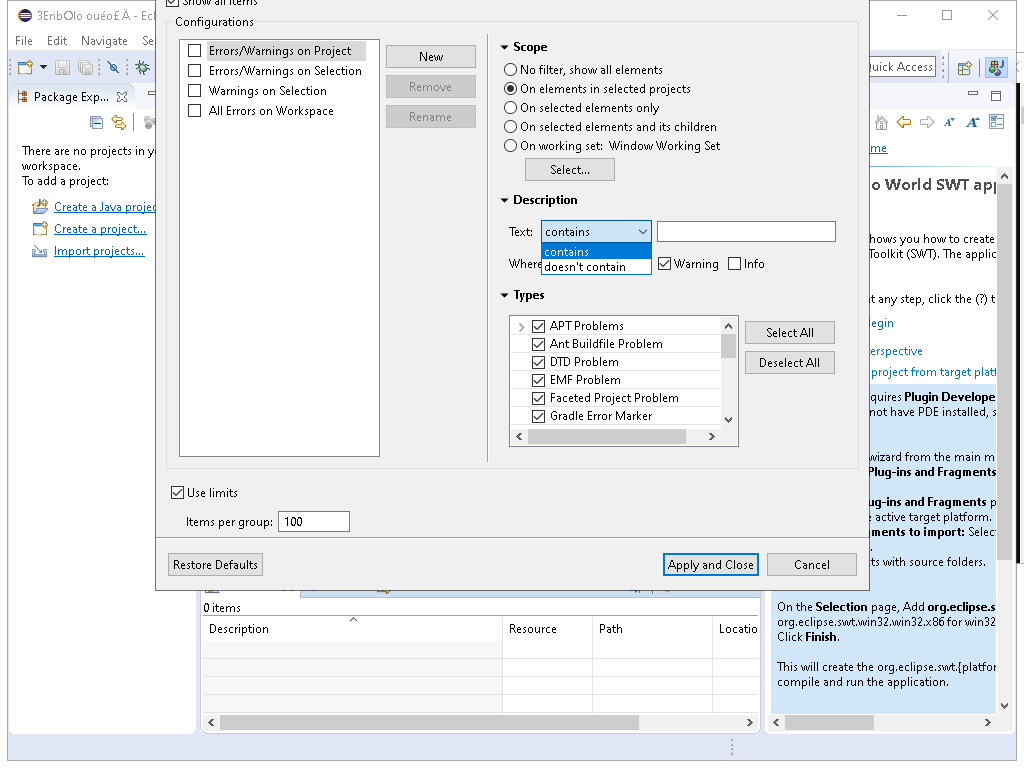 Show all items
3EnbOlo ouéo£Ä - Ecl
Configurations
File Edit Navigate Se
Errors/Warnings on Project
Errors/Warnings on Selection
Warnings on Selection
All Errors on Workspace
New
Remove
Rename
Scope
No filter, show all elements
On elements in selected projects
On selected elements only
On selected elements and its children
On working set: Window Working Set
Select...
Description
Text: contains
contains
doesn't contain
Where
Warning
Info
Types
APT Problems
Ant Buildfile Problem
DTD Problem
EMF Problem
Faceted Project Problem
Gradle Error Marker
Select All
Deselect All
Use limits
Items per group: 100
Restore Defaults
Apply and Close
Cancel
Quick Access
Package Exp...
There are no projects in y
workspace.
To add a project:
Create a Java projec
Create a project...
Import projects...
me
o World SWT app
hows you how to create
Toolkit (SWT). The applic
t any step, click the (?) t
Begin
erspective
project from target platf
quires Plugin Develope
not have PDE installed, s
wizard from the main m
Plug-ins and Fragments
ug-ins and Fragments p
e active target platform.
ments to import: Selec
.
ts with source folders.
On the Selection page, Add org.eclipse.s
org.eclipse.swt.win32.win32.x86 for win32
Click Finish.
This will create the org.eclipse.swt.{platfor
compile and run the application.
0 items
Description Resource Path Locatio